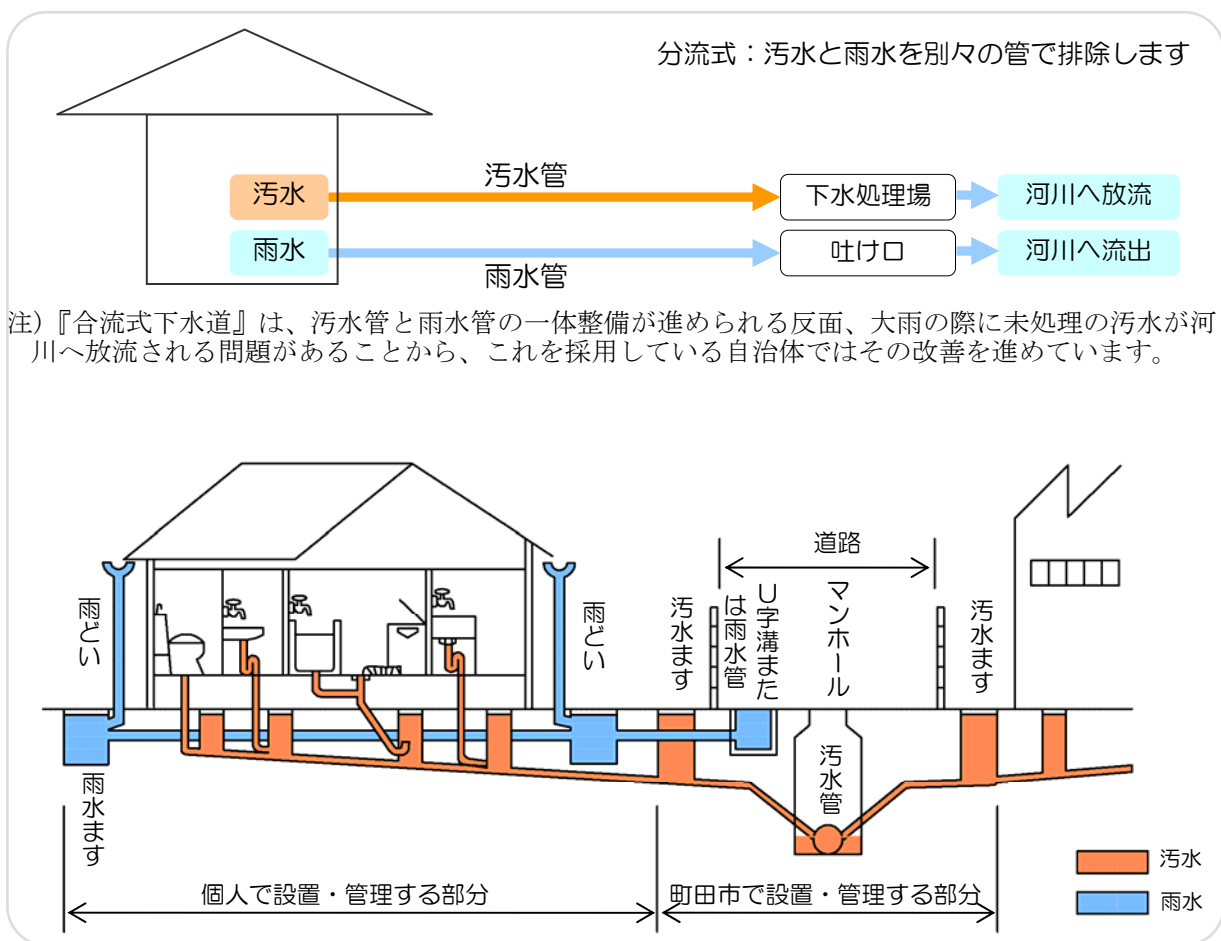 分流式：汚水と雨水を別々の管で排除します
汚水
汚水管
下水処理場
河川へ放流
雨水
雨水管
吐け口
河川へ流出
注）『合流式下水道』は、汚水管と雨水管の一体整備が進められる反面、大雨の際に未処理の汚水が河
川へ放流される問題があることから、これを採用している自治体ではその改善を進めています。
道路
雨どい
雨どい
汚水ます
U字溝また
は雨水管
マンホール
汚水ます
汚水管
雨水ます
個人で設置・管理する部分
町田市で設置・管理する部分
汚水
雨水